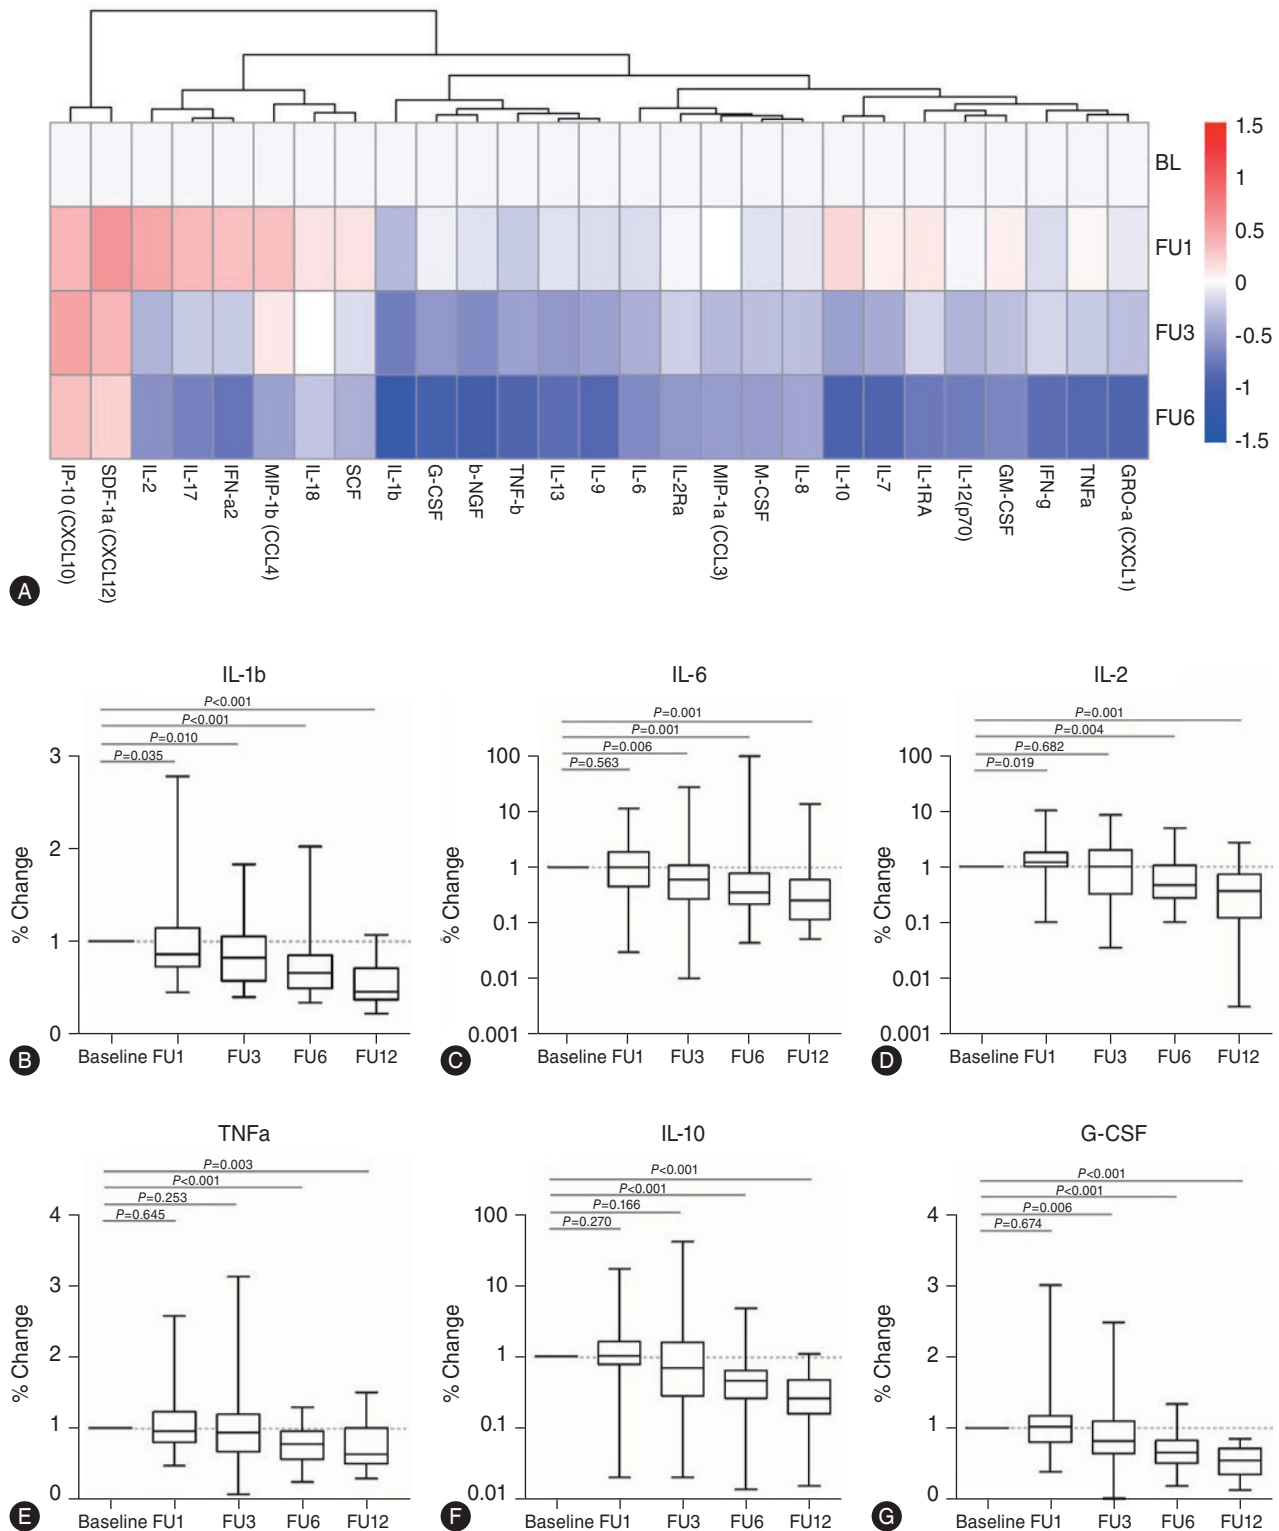 1.5
1
0.5
0
-0.5
-1
-1.5
BL
FU1
FU3
FU6
IP-10 (CXCL10)
SDF-1a (CXCL12)
IL-2
IL-17
IFN-a2
MIP-1b (CCL4)
IL-18
SCF
IL-1b
G-CSF
b-NGF
TNF-b
IL-13
IL-9
IL-6
IL-2Ra
MIP-1a (CCL3)
M-CSF
IL-8
IL-10
IL-7
IL-1RA
IL-12(p70)
GM-CSF
IFN-g
TNFa
GRO-a (CXCL1)
A
IL-1b
P<0.001
P<0.001
P=0.010
P=0.035
3
2
1
0
% Change
Baseline FU1 FU3 FU6 FU12
B
IL-6
P=0.001
P=0.001
P=0.006
P=0.563
100
10
1
0.1
0.01
0.001
% Change
Baseline FU1 FU3 FU6 FU12
C
IL-2
P=0.001
P=0.004
P=0.682
P=0.019
100
10
1
0.1
0.01
0.001
% Change
Baseline FU1 FU3 FU6 FU12
D
TNFa
P=0.003
P<0.001
P=0.253
P=0.645
4
3
2
1
0
% Change
Baseline FU1 FU3 FU6 FU12
E
IL-10
P<0.001
P<0.001
P=0.166
P=0.270
100
10
1
0.1
0.01
% Change
Baseline FU1 FU3 FU6 FU12
F
G-CSF
P<0.001
P<0.001
P=0.006
P=0.674
4
3
2
1
0
% Change
Baseline FU1 FU3 FU6 FU12
G